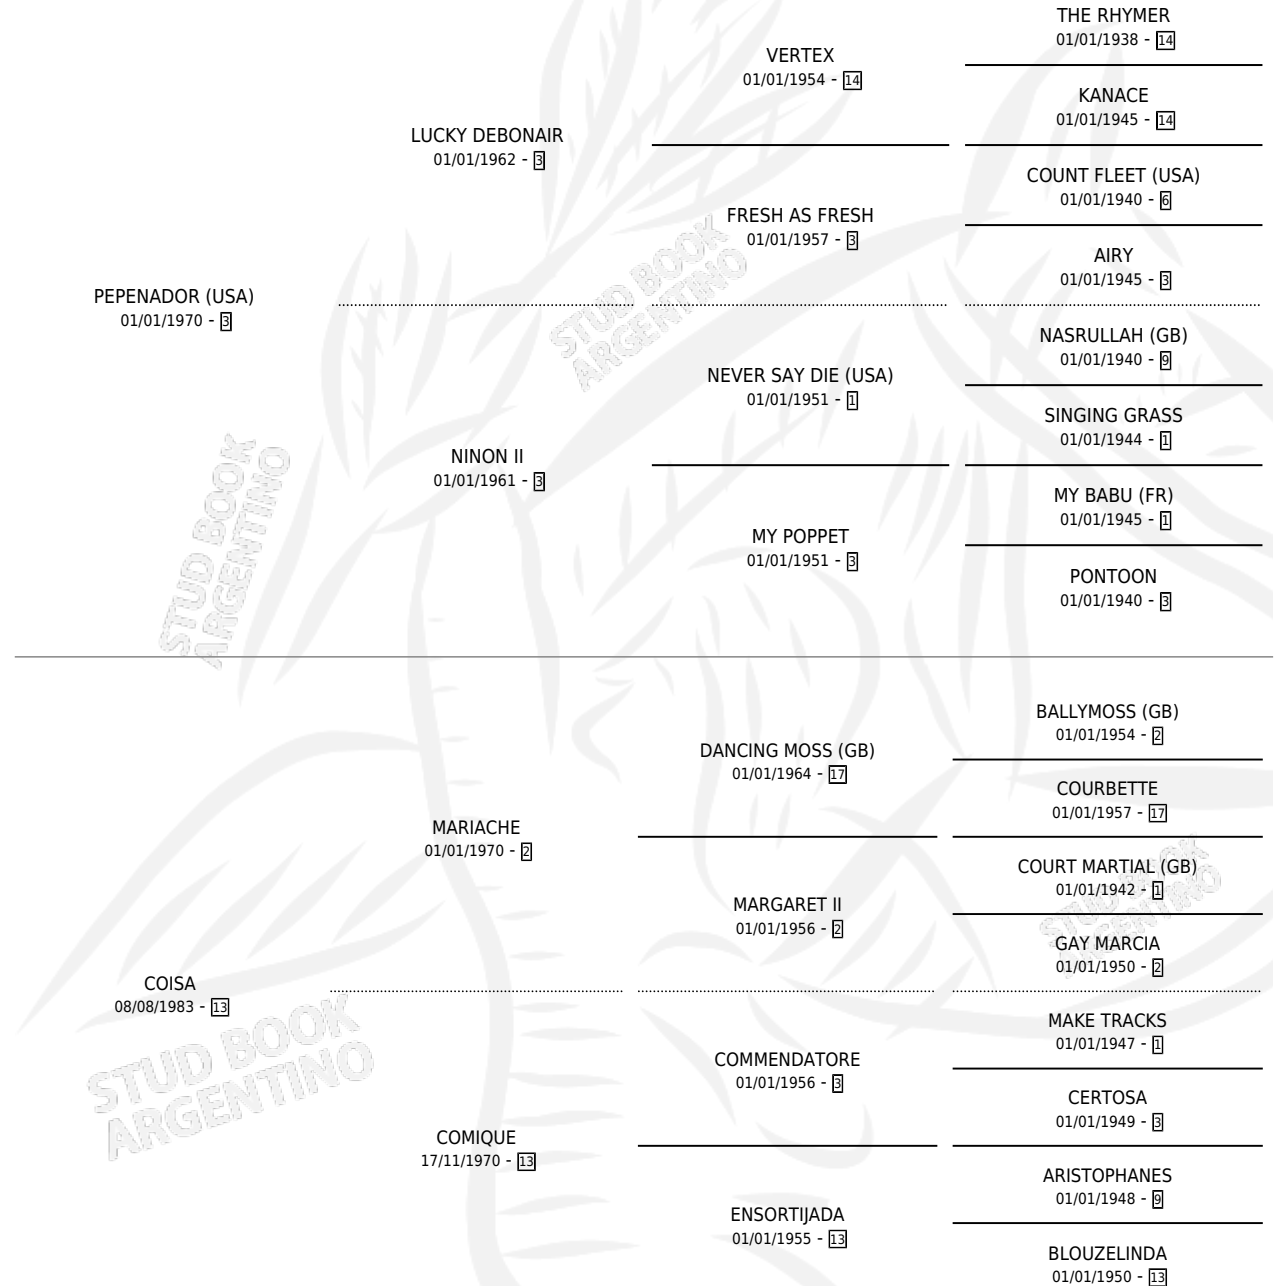 THE RHYMER
01/01/1938 - 14
VERTEX
01/01/1954 - 14
KANACE
01/01/1945 - 14
LUCKY DEBONAIR
01/01/1962 - 3
COUNT FLEET (USA)
01/01/1940 - 6
FRESH AS FRESH
01/01/1957 - 3
AIRY
01/01/1945 - 3
PEPENADOR (USA)
01/01/1970 - 3
NASRULLAH (GB)
01/01/1940 - 9
NEVER SAY DIE (USA)
01/01/1951 - 1
SINGING GRASS
01/01/1944 - 1
NINON II
01/01/1961 - 3
MY BABU (FR)
01/01/1945 - 1
MY POPPET
01/01/1951 - 3
PONTOON
01/01/1940 - 3
BALLYMOSS (GB)
01/01/1954 - 2
DANCING MOSS (GB)
01/01/1964 - 17
COURBETTE
01/01/1957 - 17
MARIACHE
01/01/1970 - 2
COURT MARTIAL (GB)
01/01/1942 - 1
MARGARET II
01/01/1956 - 2
GAY MARCIA
01/01/1950 - 2
COISA
08/08/1983 - 13
MAKE TRACKS
01/01/1947 - 1
COMMENDATORE
01/01/1956 - 3
CERTOSA
01/01/1949 - 3
COMIQUE
17/11/1970 - 13
ARISTOPHANES
01/01/1948 - 9
ENSORTIJADA
01/01/1955 - 13
BLOUZELINDA
01/01/1950 - 13
STUD BOOK
ARGENTINO
STUD BOOK
ARGENTINO
STUD BOOK
ARGENTINO
STUD BOOK
ARGENTINO